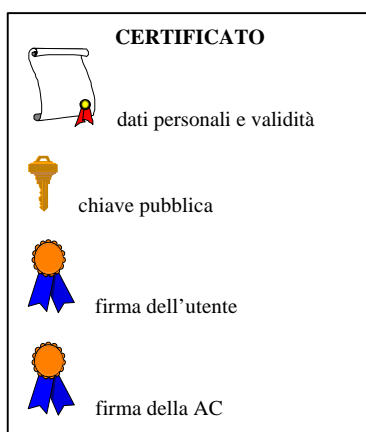 CERTIFICATO
dati personali e validità
chiave pubblica
firma dell’utente
firma della AC